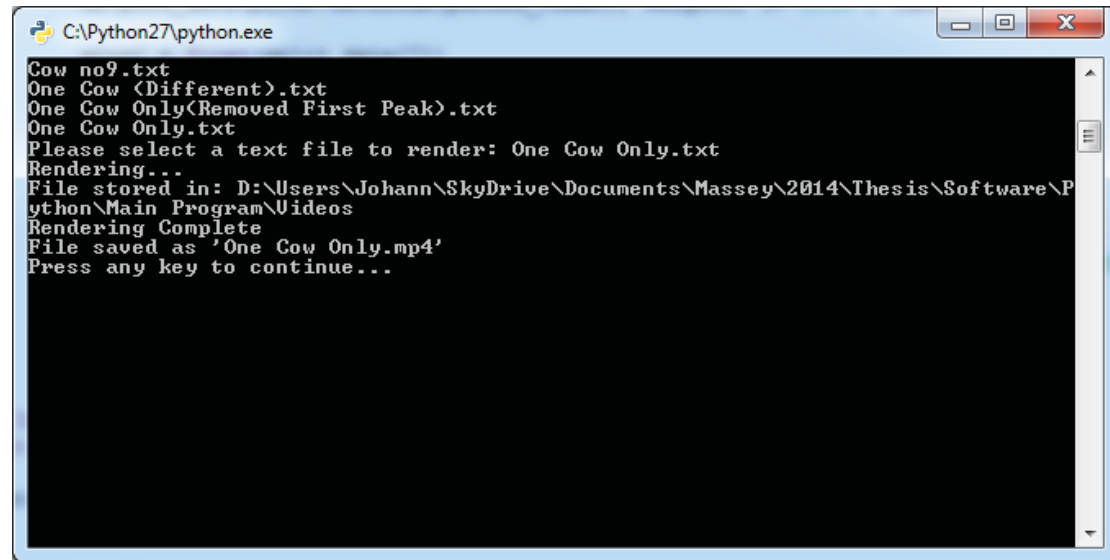 C:\Python27\python.exe
Cow no9.txt
One Cow (Different).txt
One Cow Only(Removed First Peak).txt
One Cow Only.txt
Please select a text file to render: One Cow Only.txt
Rendering...
File stored in: D:\Users\Johann\SkyDrive\Documents\Massey\2014\Thesis\Software\P
ython\Main Program\Videos
Rendering Complete
File saved as 'One Cow Only.mp4'
Press any key to continue...